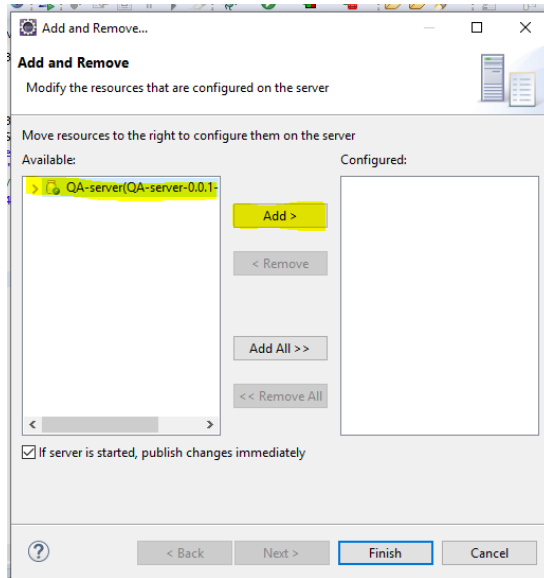 Add and Remove...
Add and Remove
Modify the resources that are configured on the server
Move resources to the right to configure them on the server
Available:
Configured:
QA-server(QA-server-0.0.1-
Add >
< Remove
Add All >>
<< Remove All
If server is started, publish changes immediately
< Back
Next >
Finish
Cancel